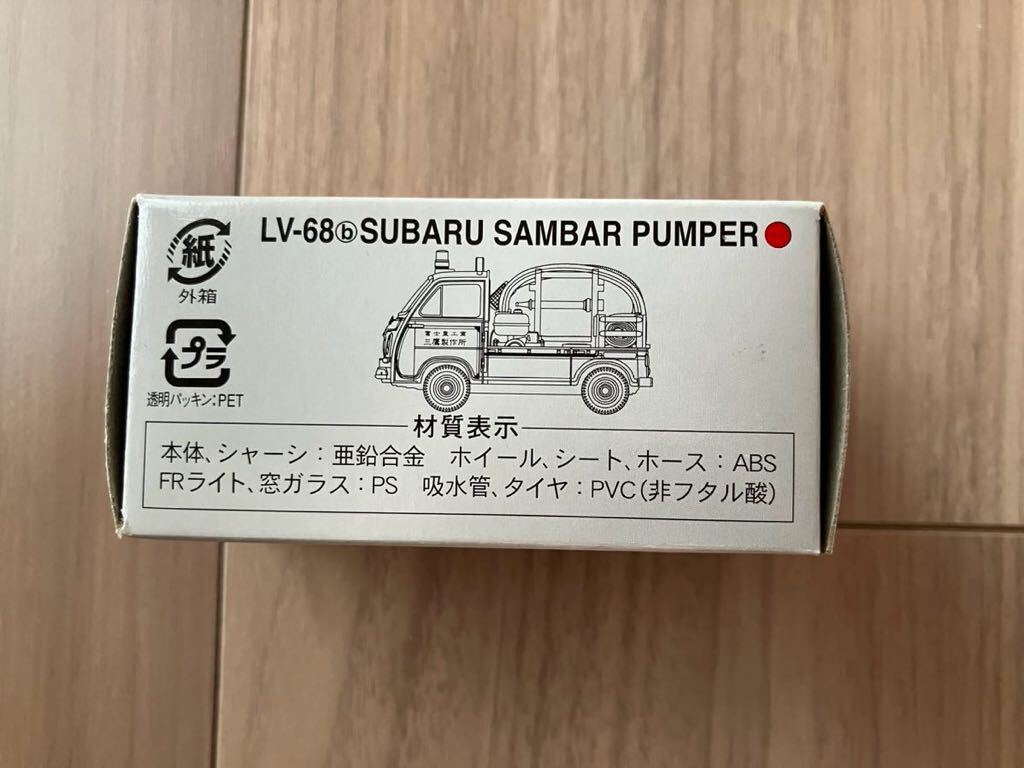 LV-68ⓑSUBARU SAMBAR PUMPER
紙
外箱
プラ
透明パッキン:PET
富士重工業
三鷹製作所
材質表示
本体、シャーシ:亜鉛合金 ホイール、シート、ホース:ABS
FRライト、窓ガラス:PS 吸水管、タイヤ:PVC(非フタル酸)